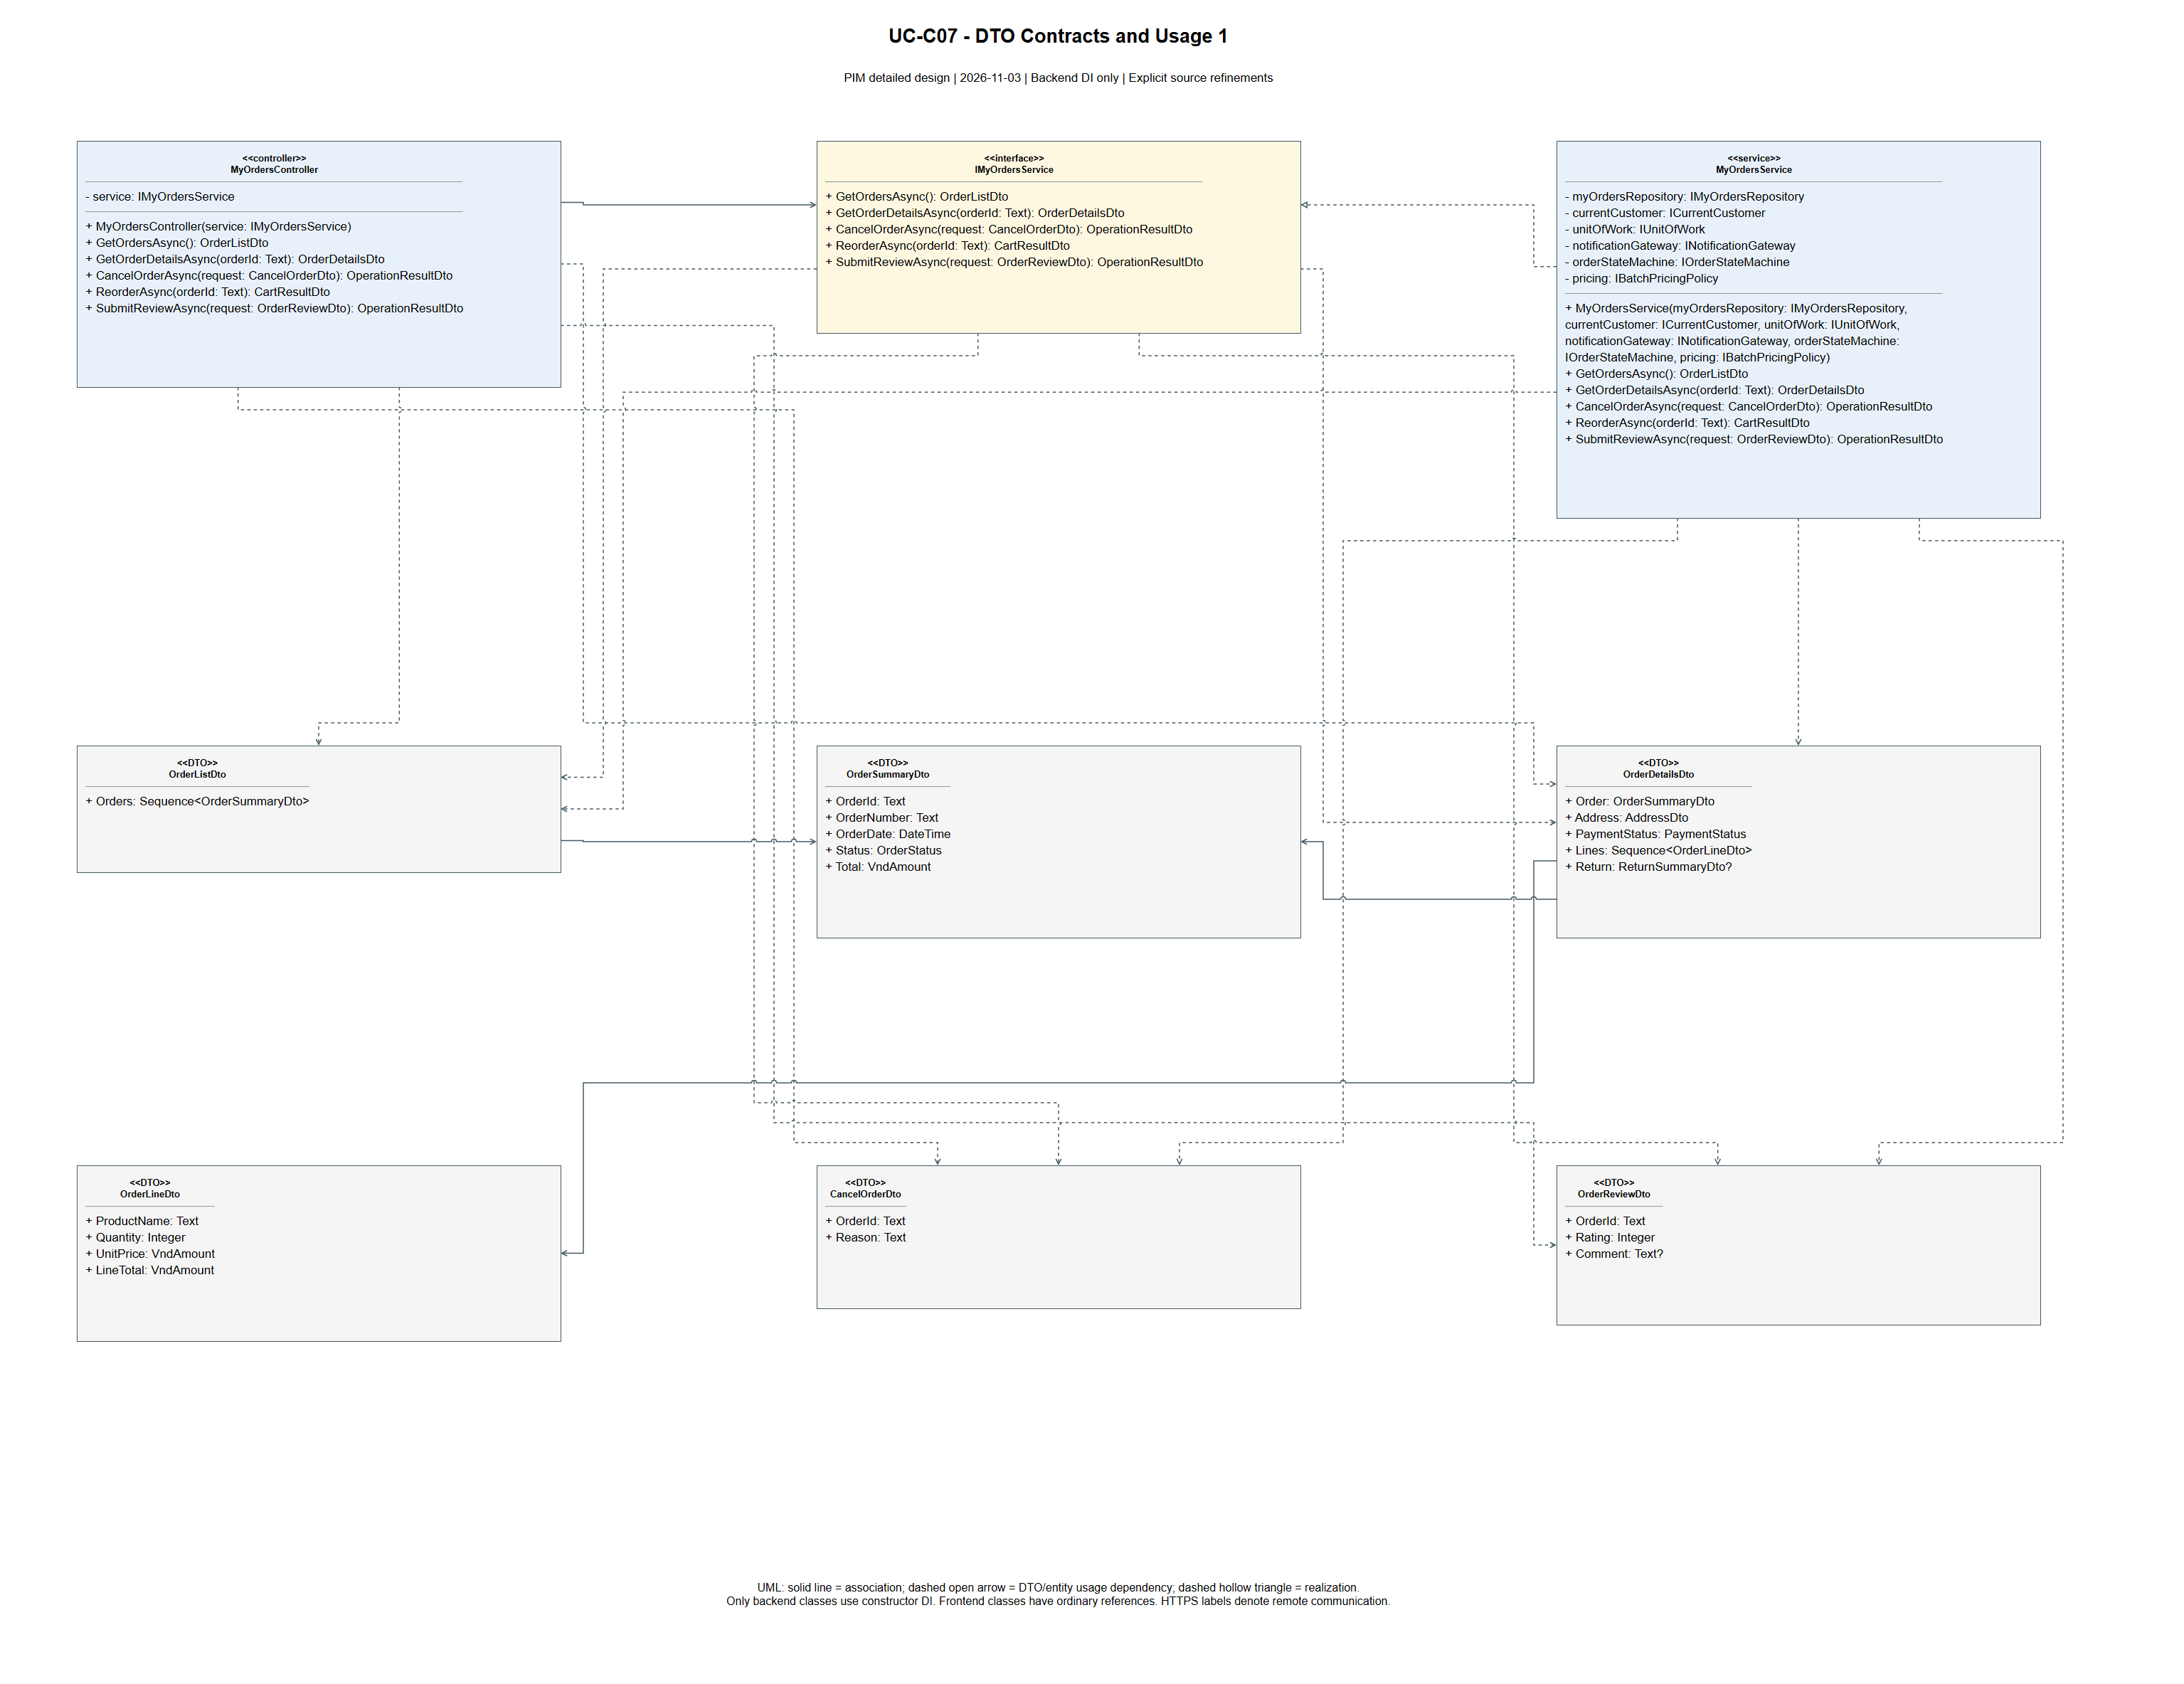 UC-C07 - DTO Contracts and Usage 1
PIM detailed design | 2026-11-03 | Backend DI only | Explicit source refinements
<<controller>>
MyOrdersController
- service: IMyOrdersService
+ MyOrdersController(service: IMyOrdersService)
+ GetOrdersAsync(): OrderListDto
+ GetOrderDetailsAsync(orderId: Text): OrderDetailsDto
+ CancelOrderAsync(request: CancelOrderDto): OperationResultDto
+ ReorderAsync(orderId: Text): CartResultDto
+ SubmitReviewAsync(request: OrderReviewDto): OperationResultDto
<<interface>>
IMyOrdersService
+ GetOrdersAsync(): OrderListDto
+ GetOrderDetailsAsync(orderId: Text): OrderDetailsDto
+ CancelOrderAsync(request: CancelOrderDto): OperationResultDto
+ ReorderAsync(orderId: Text): CartResultDto
+ SubmitReviewAsync(request: OrderReviewDto): OperationResultDto
<<service>>
MyOrdersService
- myOrdersRepository: IMyOrdersRepository
- currentCustomer: ICurrentCustomer
- unitOfWork: IUnitOfWork
- notificationGateway: INotificationGateway
- orderStateMachine: IOrderStateMachine
- pricing: IBatchPricingPolicy
+ MyOrdersService(myOrdersRepository: IMyOrdersRepository,
currentCustomer: ICurrentCustomer, unitOfWork: IUnitOfWork,
notificationGateway: INotificationGateway, orderStateMachine:
IOrderStateMachine, pricing: IBatchPricingPolicy)
+ GetOrdersAsync(): OrderListDto
+ GetOrderDetailsAsync(orderId: Text): OrderDetailsDto
+ CancelOrderAsync(request: CancelOrderDto): OperationResultDto
+ ReorderAsync(orderId: Text): CartResultDto
+ SubmitReviewAsync(request: OrderReviewDto): OperationResultDto
<<DTO>>
OrderListDto
+ Orders: Sequence<OrderSummaryDto>
<<DTO>>
OrderSummaryDto
+ OrderId: Text
+ OrderNumber: Text
+ OrderDate: DateTime
+ Status: OrderStatus
+ Total: VndAmount
<<DTO>>
OrderDetailsDto
+ Order: OrderSummaryDto
+ Address: AddressDto
+ PaymentStatus: PaymentStatus
+ Lines: Sequence<OrderLineDto>
+ Return: ReturnSummaryDto?
<<DTO>>
OrderLineDto
+ ProductName: Text
+ Quantity: Integer
+ UnitPrice: VndAmount
+ LineTotal: VndAmount
<<DTO>>
CancelOrderDto
+ OrderId: Text
+ Reason: Text
<<DTO>>
OrderReviewDto
+ OrderId: Text
+ Rating: Integer
+ Comment: Text?
UML: solid line = association; dashed open arrow = DTO/entity usage dependency; dashed hollow triangle = realization.
Only backend classes use constructor DI. Frontend classes have ordinary references. HTTPS labels denote remote communication.